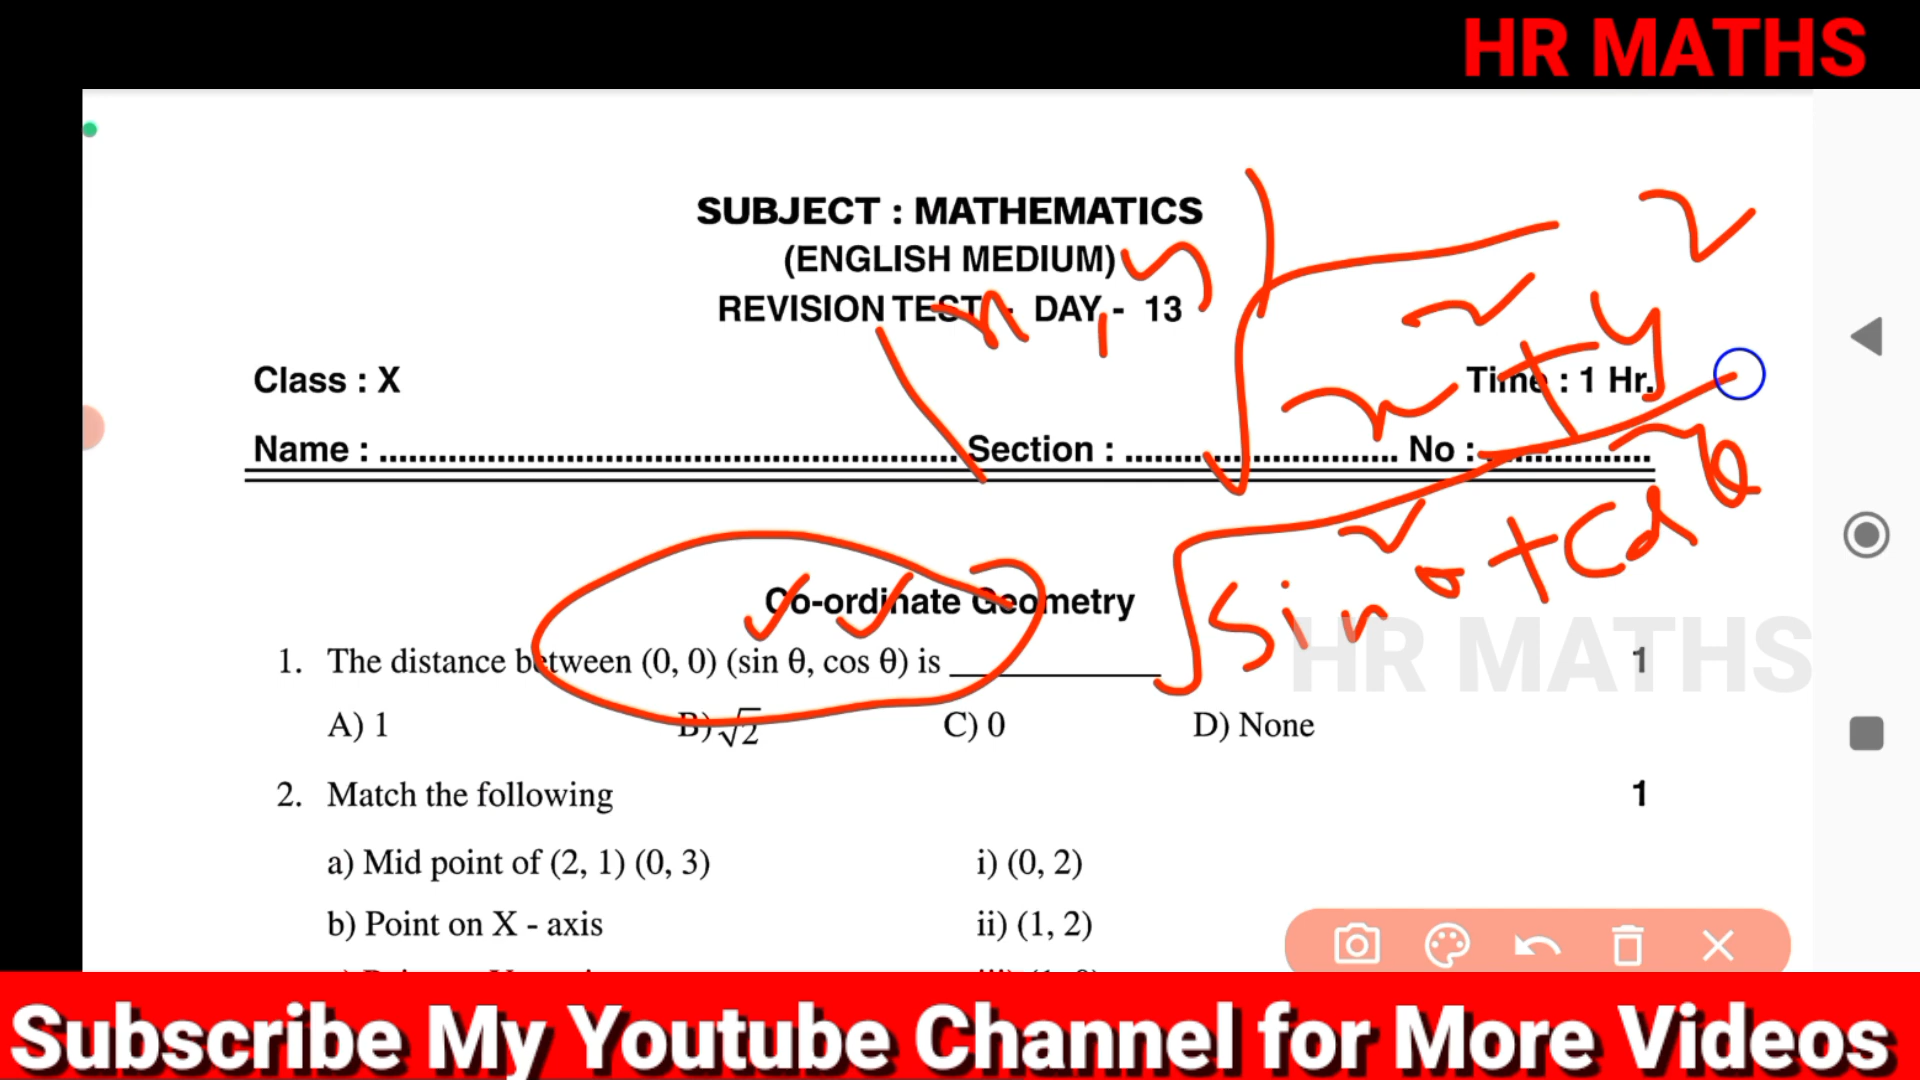 HR MATHS
SUBJECT : MATHEMATICS
(ENGLISH MEDIUM)
REVISION TEST - DAY - 13
Class : X Time : 1 Hr.
Name : .......................................................... Section : ........................... No : .................
Co-ordinate Geometry
1. The distance between (0, 0) (sin θ, cos θ) is ____________ 1
A) 1 B) √2 C) 0 D) None
HR MATHS
2. Match the following 1
a) Mid point of (2, 1) (0, 3) i) (0, 2)
b) Point on X - axis ii) (1, 2)
Subscribe My Youtube Channel for More Videos